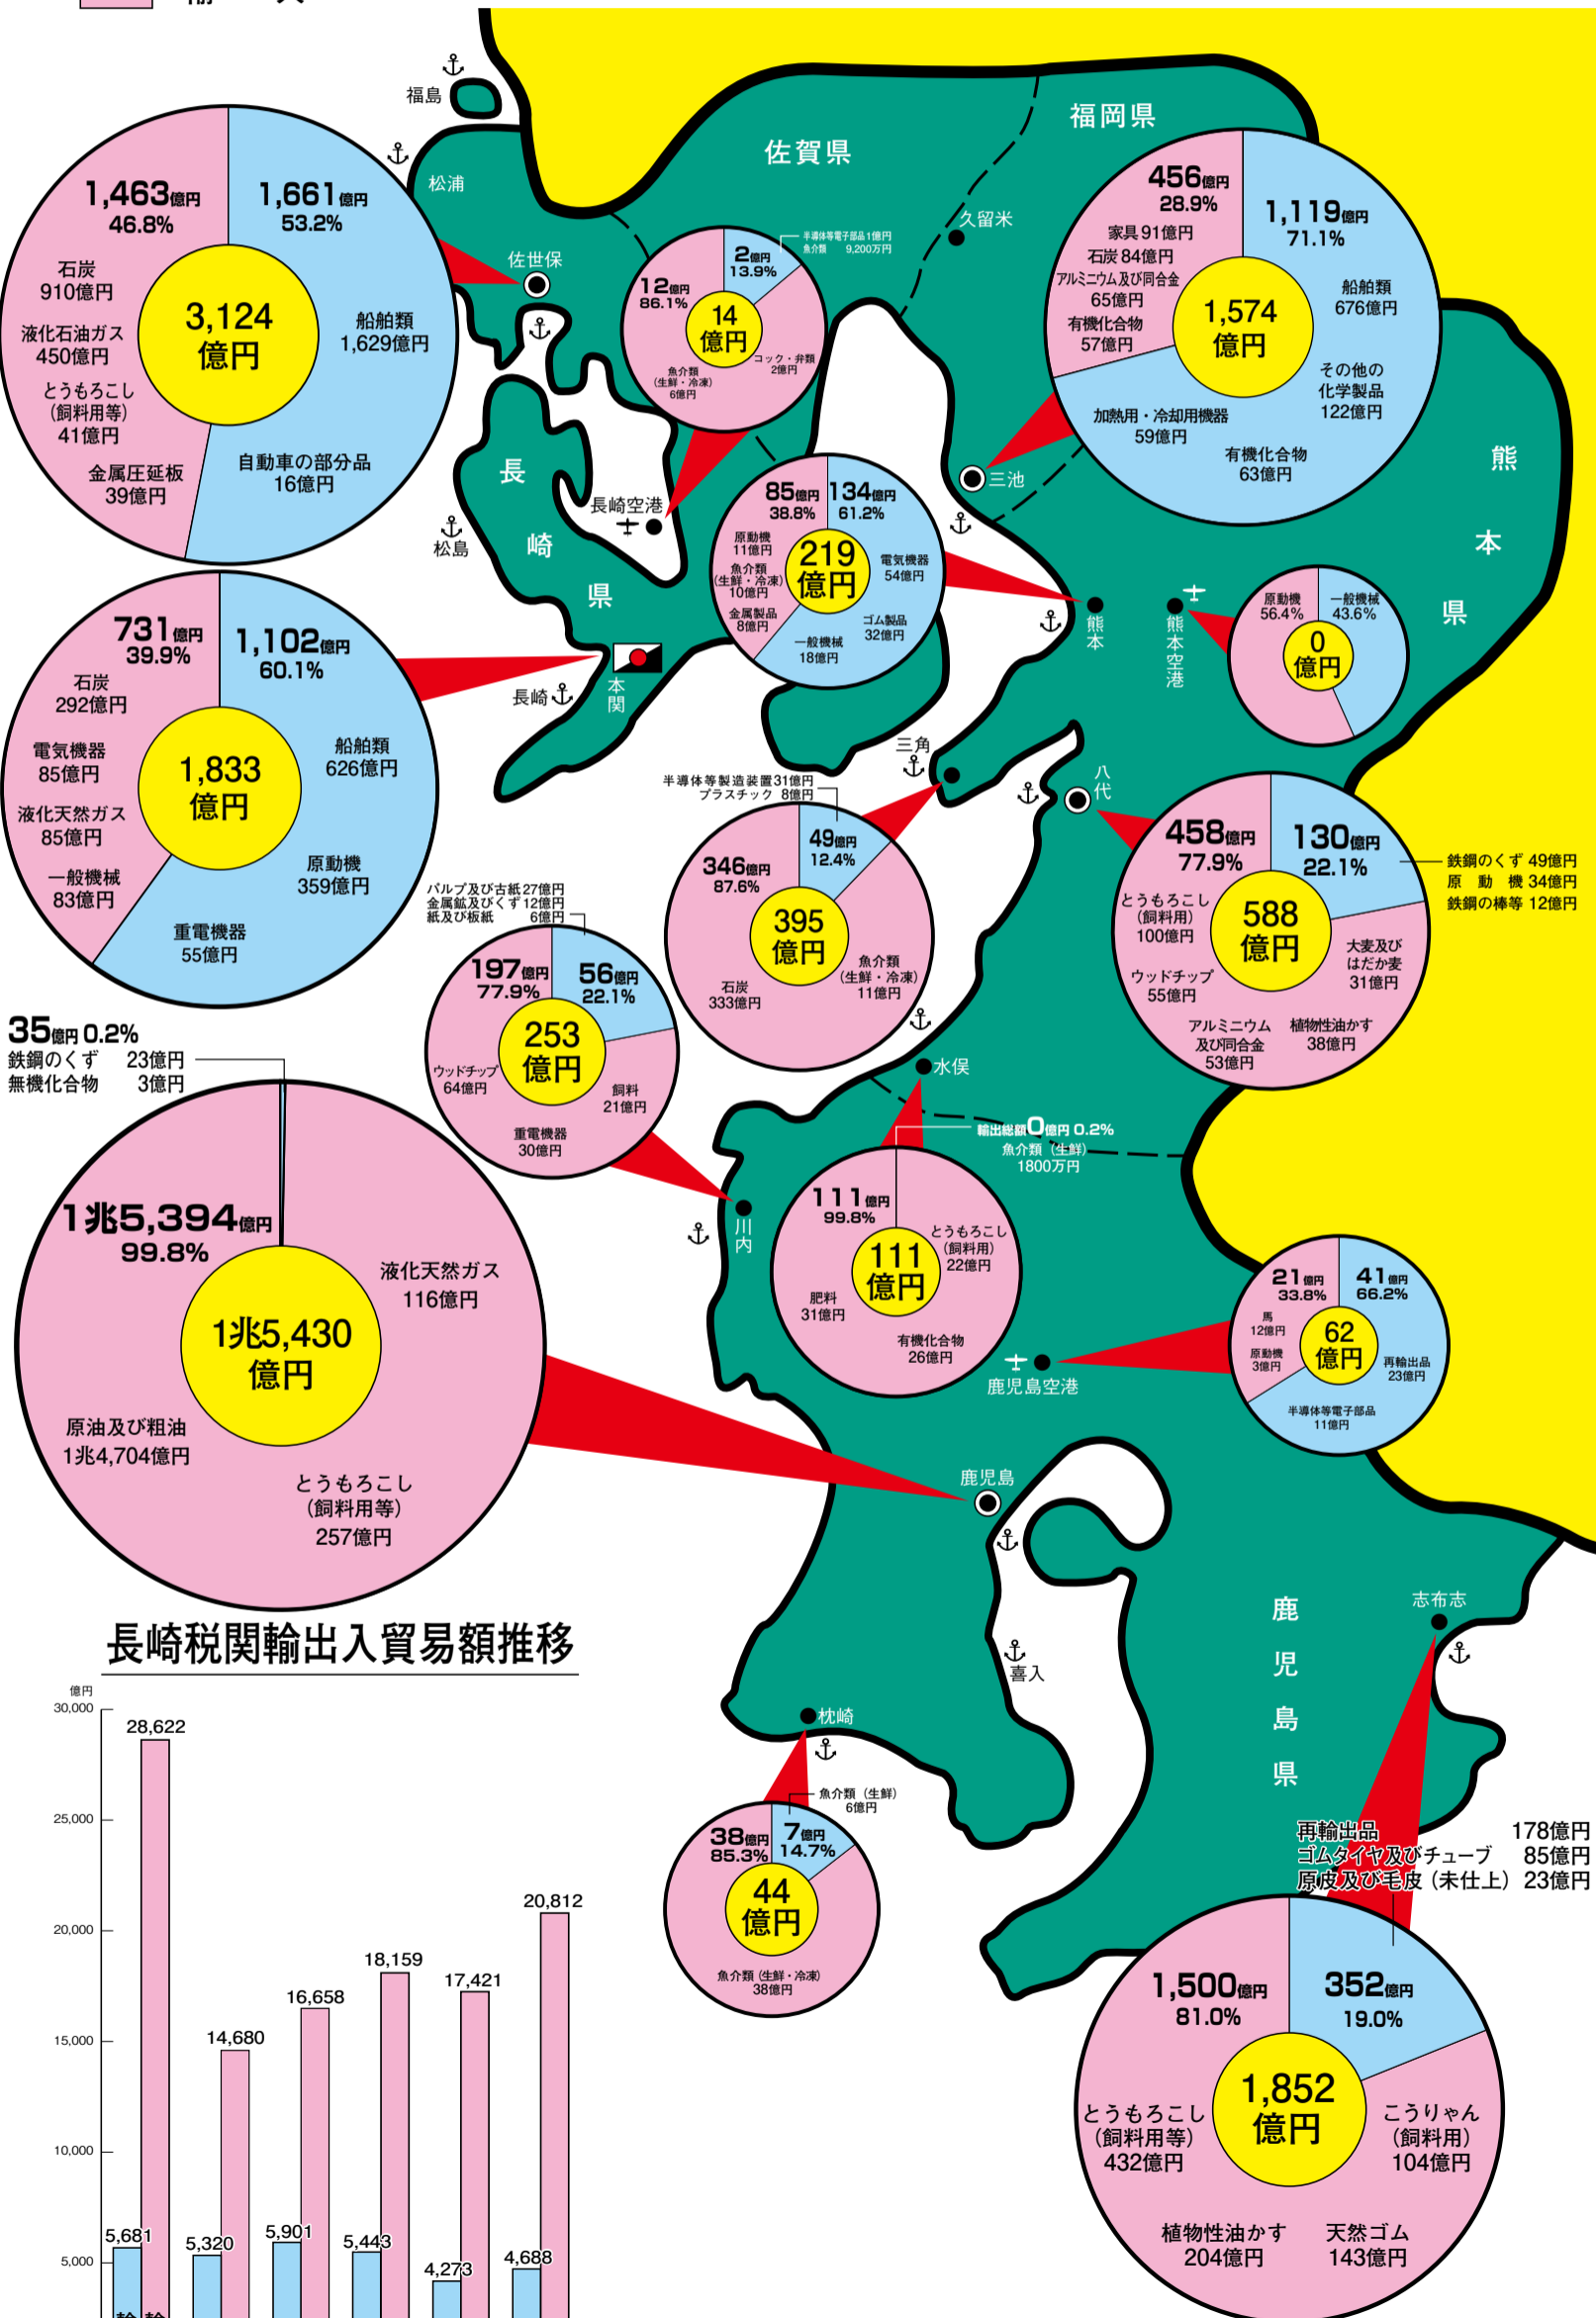 福島
佐賀県
福岡県
松浦
久留米
佐世保
1,463億円
46.8%
1,661億円
53.2%
石炭
910億円
液化石油ガス
450億円
とうもろこし
(飼料用等)
41億円
金属圧延板
39億円
3,124
億円
船舶類
1,629億円
自動車の部分品
16億円
12億円
86.1%
2億円
13.9%
半導体等電子部品1億円
魚介類 9,200万円
14
億円
魚介類
(生鮮・冷凍)
6億円
コック・弁類
2億円
456億円
28.9%
1,119億円
71.1%
家具 91億円
石炭 84億円
アルミニウム及び同合金
65億円
有機化合物
57億円
1,574
億円
船舶類
676億円
その他の
化学製品
122億円
加熱用・冷却用機器
59億円
有機化合物
63億円
三池
熊本県
長崎県
長崎空港
松島
85億円
38.8%
134億円
61.2%
原動機
11億円
魚介類
(生鮮・冷凍)
10億円
金属製品
8億円
219
億円
電気機器
54億円
ゴム製品
32億円
一般機械
18億円
熊本
熊本空港
原動機
56.4%
一般機械
43.6%
0
億円
731億円
39.9%
1,102億円
60.1%
石炭
292億円
電気機器
85億円
液化天然ガス
85億円
一般機械
83億円
1,833
億円
船舶類
626億円
原動機
359億円
重電機器
55億円
長崎
本関
三角
八代
半導体等製造装置31億円
プラスチック 8億円
346億円
87.6%
49億円
12.4%
395
億円
石炭
333億円
魚介類
(生鮮・冷凍)
11億円
458億円
77.9%
130億円
22.1%
鉄鋼のくず 49億円
原動機 34億円
鉄鋼の棒等 12億円
とうもろこし
(飼料用)
100億円
ウッドチップ
55億円
アルミニウム
及び同合金
53億円
588
億円
大麦及び
はだか麦
31億円
植物性油かす
38億円
パルプ及び古紙27億円
金属鉱及びくず12億円
紙及び板紙 6億円
197億円
77.9%
56億円
22.1%
253
億円
ウッドチップ
64億円
飼料
21億円
重電機器
30億円
川内
水俣
輸出総額0億円 0.2%
魚介類 (生鮮)
1800万円
111億円
99.8%
111
億円
とうもろこし
(飼料用)
22億円
肥料
31億円
有機化合物
26億円
35億円 0.2%
鉄鋼のくず 23億円
無機化合物 3億円
1兆5,394億円
99.8%
液化天然ガス
116億円
1兆5,430
億円
原油及び粗油
1兆4,704億円
とうもろこし
(飼料用等)
257億円
鹿児島空港
21億円
33.8%
41億円
66.2%
馬
12億円
原動機
3億円
62
億円
再輸出品
23億円
半導体等電子部品
11億円
鹿児島
喜入
鹿児島県
志布志
枕崎
魚介類 (生鮮)
6億円
38億円
85.3%
7億円
14.7%
44
億円
魚介類 (生鮮・冷凍)
38億円
再輸出品 178億円
ゴムタイヤ及びチューブ 85億円
原皮及び毛皮 (未仕上) 23億円
1,500億円
81.0%
352億円
19.0%
1,852
億円
とうもろこし
(飼料用等)
432億円
こうりゃん
(飼料用)
104億円
植物性油かす
204億円
天然ゴム
143億円
長崎税関輸出入貿易額推移
億円
30,000
25,000
20,000
15,000
10,000
5,000
28,622
14,680
16,658
18,159
17,421
20,812
5,681
5,320
5,901
5,443
4,273
4,688